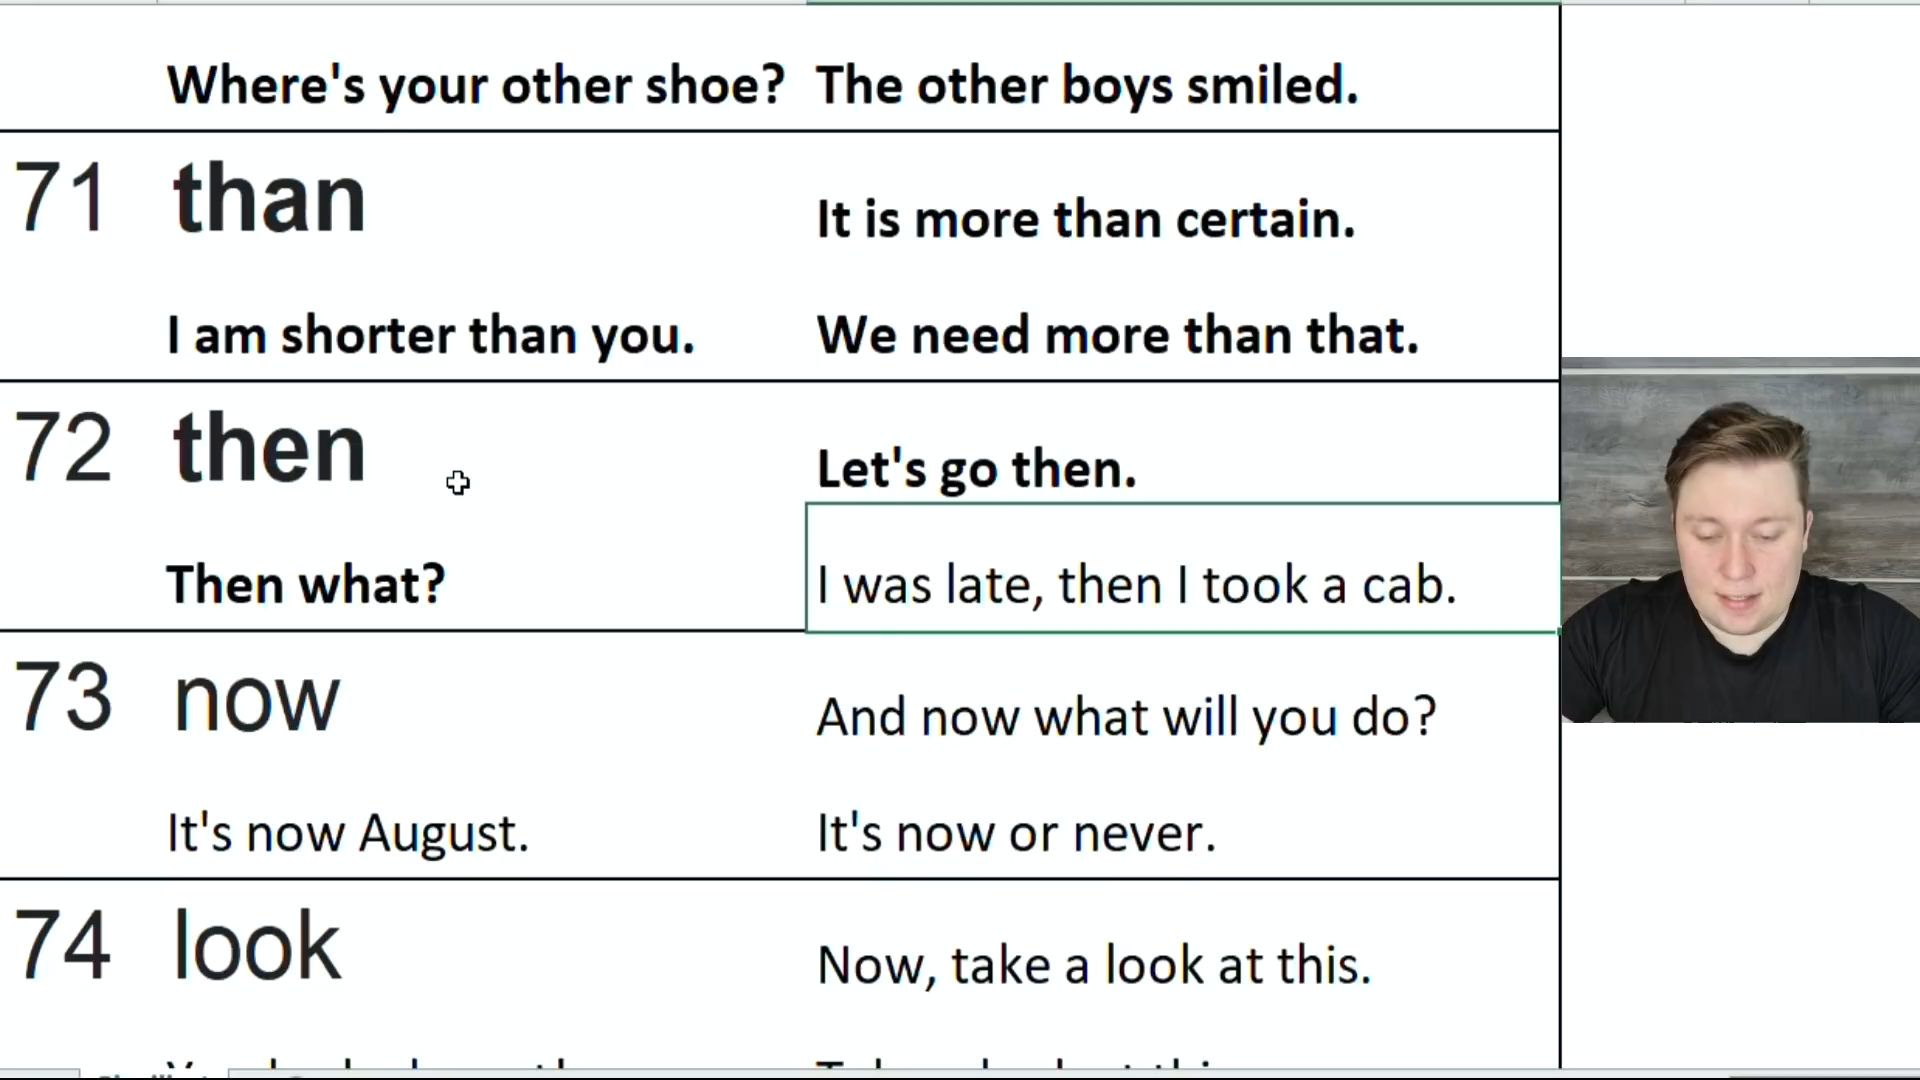 Where's your other shoe? The other boys smiled.
71 than It is more than certain.
I am shorter than you. We need more than that.
72 then Let's go then.
Then what? I was late, then I took a cab.
73 now And now what will you do?
It's now August. It's now or never.
74 look Now, take a look at this.